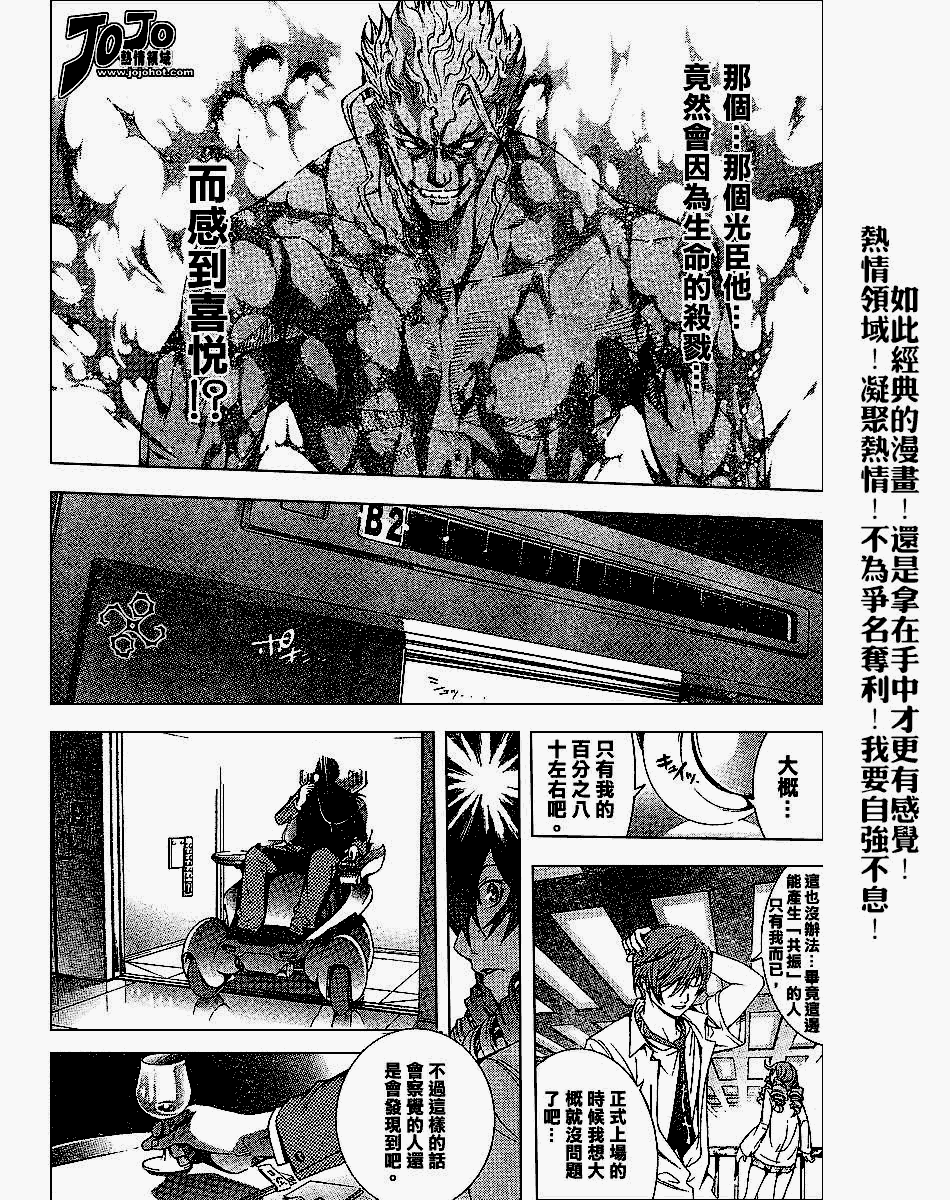 JOJO
熱情領域
www.jojohot.com
那個…那個光臣他…
竟然會因為生命的殺戮…
而感到喜悅!?
B2
大概…
只有我的
百分之八
十左右吧。
這也沒辦法…畢竟這邊
能產生「共振」的人
只有我而已，
正式上場的
時候我想大
概就沒問題
了吧…
不過這樣的話
會察覺的人還
是會發現到吧。
如此經典的漫畫！還是拿在手中才更有感覺！
熱情領域！凝聚熱情！不為爭名奪利！我要自強不息！